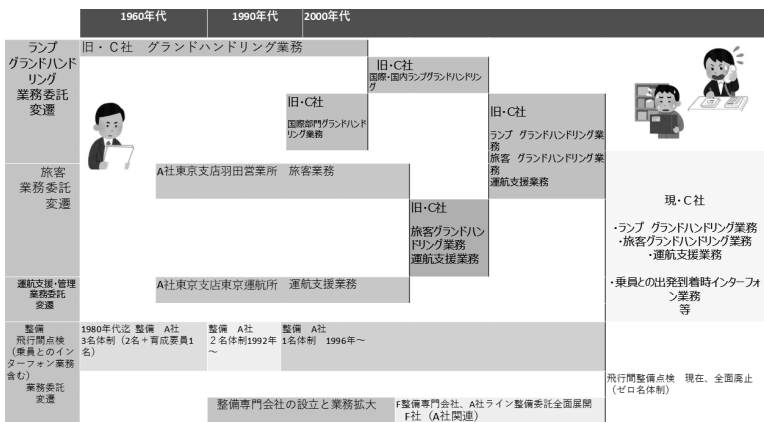 1960年代
1990年代
2000年代
ランプ
グランドハンド
リング
業務委託
変遷
旧・C社 グランドハンドリング業務
旧・C社
国際・国内ランプグランドハンドリン
グ
旧・C社
国際部門グランドハンド
リング業務
旧・C社
ランプ グランドハンドリング業
務
旅客 グランドハンドリング業
務
運航支援業務
旅客
業務委託
変遷
A社東京支店羽田営業所 旅客業務
旧・C社
旅客グランドハン
ドリング業務
運航支援業務
現・C社
・ランプ グランドハンドリング業務
・旅客グランドハンドリング業務
・運航支援業務
・乗員との出発到着時インターフォ
ン業務
等
運航支援・管理
業務委託
変遷
A社東京支店東京運航所 運航支援業務
整備
飛行間点検
(乗員とのイン
ターフォン業務
含む)
業務委託
変遷
1980年代迄 整備 A社
3名体制(2名+育成要員1
名)
整備 A社
２名体制1992年
～
整備 A社
1名体制 1996年～
飛行間整備点検 現在、全面廃止
(ゼロ名体制)
整備専門会社の設立と業務拡大
F整備専門会社、A社ライン整備委託全面展開
F社(A社関連)